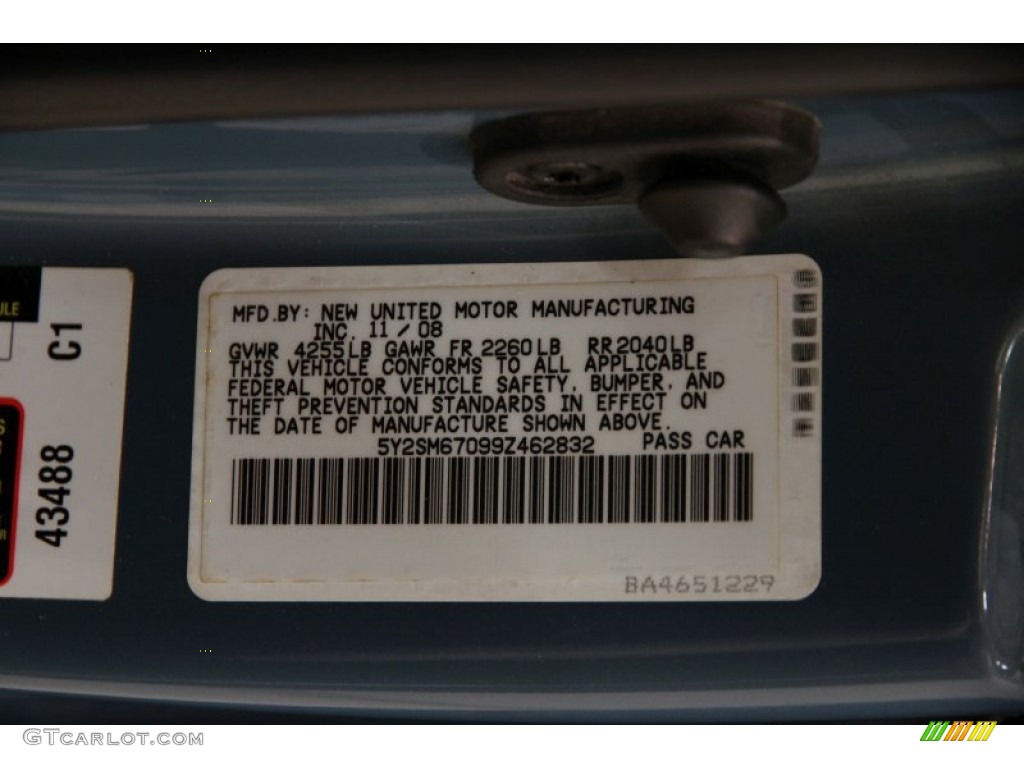 MFD.BY: NEW UNITED MOTOR MANUFACTURING
INC. 11/08
GVWR 4255LB GAWR FR 2260LB RR2040LB
THIS VEHICLE CONFORMS TO ALL APPLICABLE
FEDERAL MOTOR VEHICLE SAFETY, BUMPER, AND
THEFT PREVENTION STANDARDS IN EFFECT ON
THE DATE OF MANUFACTURE SHOWN ABOVE.
5Y2SM67099Z462832 PASS CAR
BA4651229
43488 C1
GTCARLOT.COM